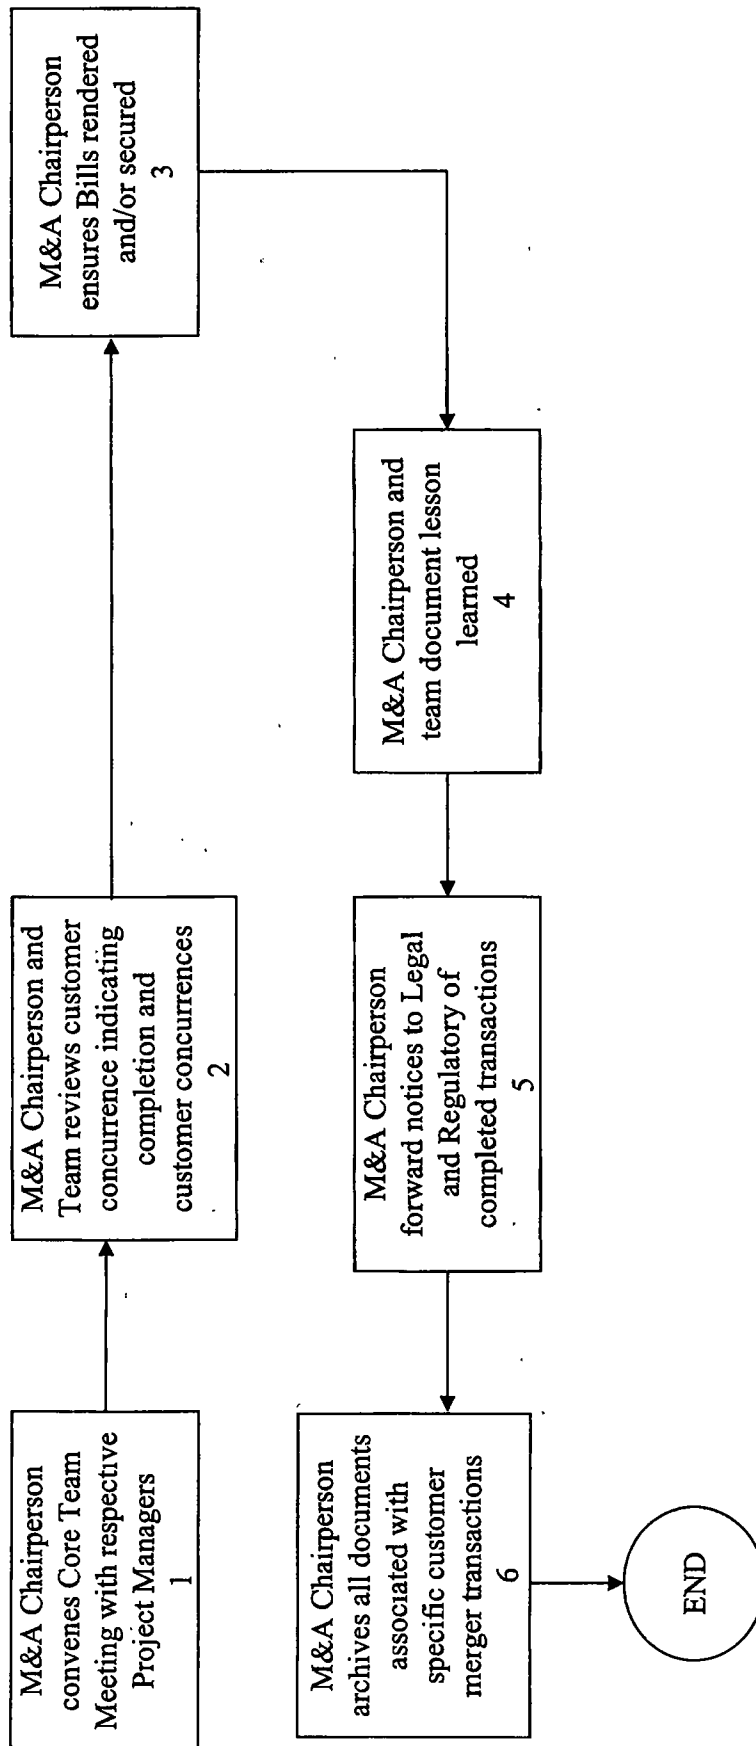 M&A Chairperson
convenes Core Team
Meeting with respective
Project Managers
1
M&A Chairperson and
Team reviews customer
concurrence indicating
completion and
customer concurrences
2
M&A Chairperson
ensures Bills rendered
and/or secured
3
M&A Chairperson and
team document lesson
learned
4
M&A Chairperson
forward notices to Legal
and Regulatory of
completed transactions
5
M&A Chairperson
archives all documents
associated with
specific customer
merger transactions
6
END